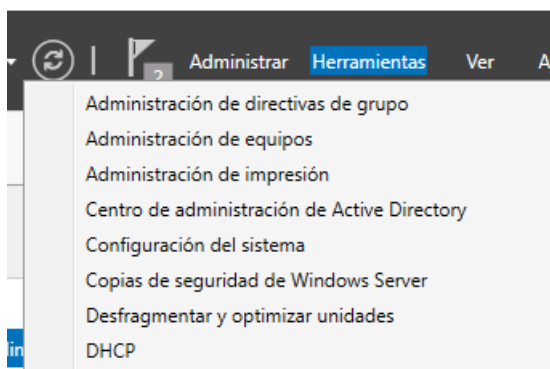 2
Administrar Herramientas Ver A
Administración de directivas de grupo
Administración de equipos
Administración de impresión
Centro de administración de Active Directory
Configuración del sistema
Copias de seguridad de Windows Server
Desfragmentar y optimizar unidades
in DHCP